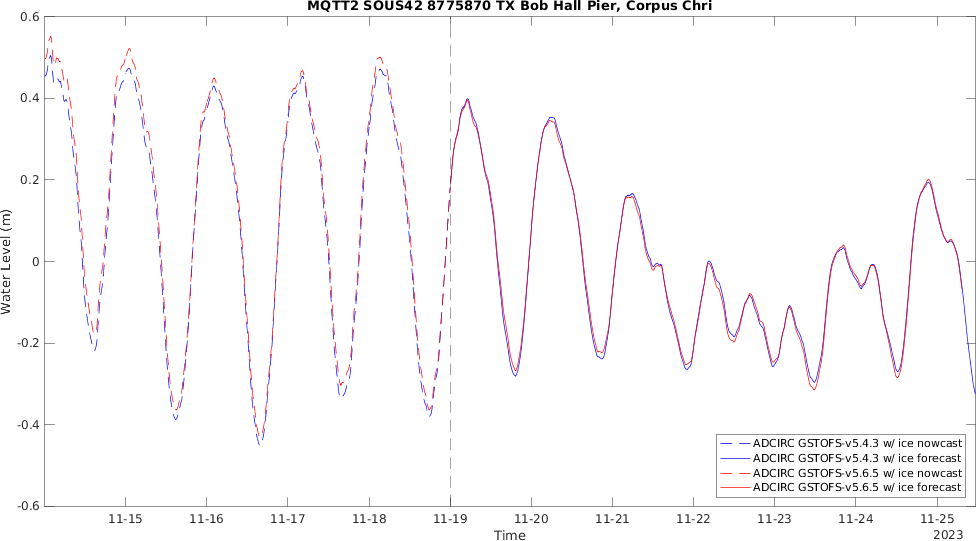 MQTT2 SOUS42 8775870 TX Bob Hall Pier, Corpus Chri
0.6
0.4
0.2
0
-0.2
-0.4
-0.6
Water Level (m)
11-15
11-16
11-17
11-18
11-19
11-20
11-21
11-22
11-23
11-24
11-25
Time
2023
ADCIRC GSTOFS-v5.4.3 w/ ice nowcast
ADCIRC GSTOFS-v5.4.3 w/ ice forecast
ADCIRC GSTOFS-v5.6.5 w/ ice nowcast
ADCIRC GSTOFS-v5.6.5 w/ ice forecast